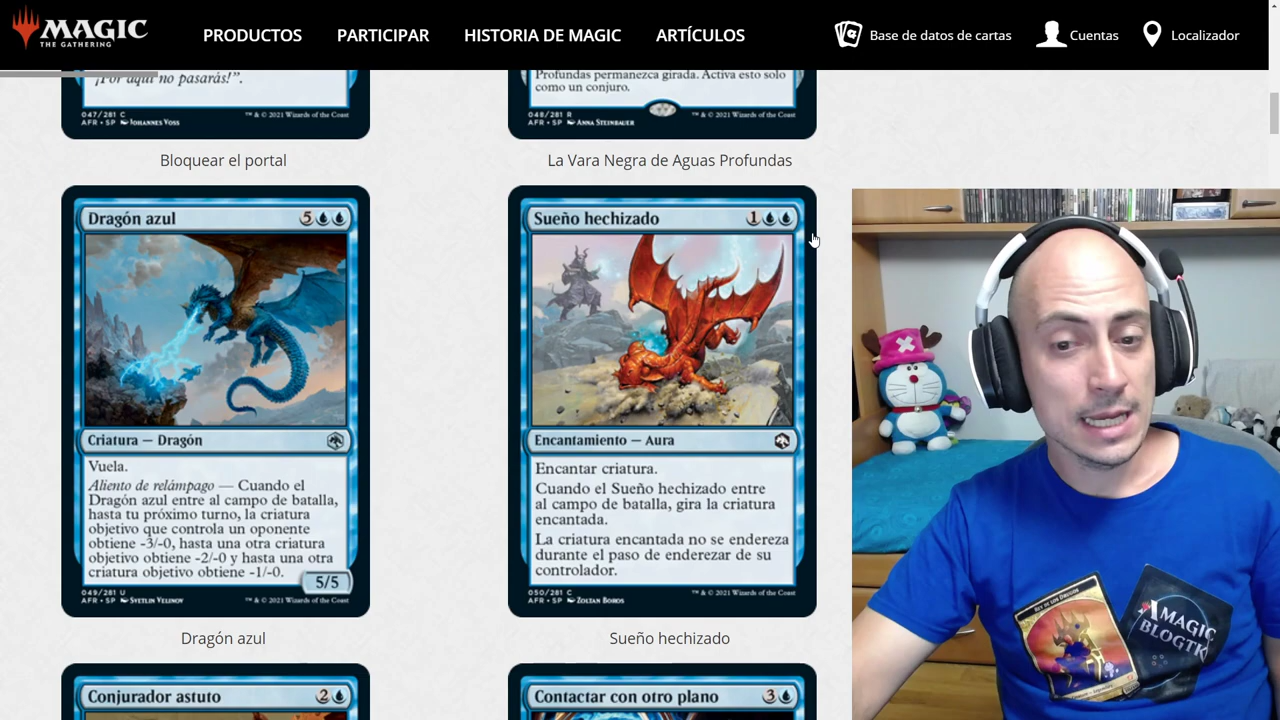 MAGIC
THE GATHERING
PRODUCTOS
PARTICIPAR
HISTORIA DE MAGIC
ARTÍCULOS
Base de datos de cartas
Cuentas
Localizador
¡Por aquí no pasarás!”.
047/281 C
AFR • SP JOHANNES VOSS
™ & © 2021 Wizards of the Coast
Profundas permanezca girada. Activa esto solo
como un conjuro.
048/281 R
AFR • SP ANNA STEINBAUER
™ & © 2021 Wizards of the Coast
Bloquear el portal
La Vara Negra de Aguas Profundas
Dragón azul
5
Criatura — Dragón
Vuela.
Aliento de relámpago — Cuando el
Dragón azul entre al campo de batalla,
hasta tu próximo turno, la criatura
objetivo que controla un oponente
obtiene -3/-0, hasta una otra criatura
objetivo obtiene -2/-0 y hasta una otra
criatura objetivo obtiene -1/-0.
5/5
049/281 U
AFR • SP SVETLIN VELINOV
™ & © 2021 Wizards of the Coast
Sueño hechizado
1
Encantamiento — Aura
Encantar criatura.
Cuando el Sueño hechizado entre
al campo de batalla, gira la criatura
encantada.
La criatura encantada no se endereza
durante el paso de enderezar de su
controlador.
050/281 C
AFR • SP ZOLTAN BOROS
™ & © 2021 Wizards of the Coast
Dragón azul
Sueño hechizado
Conjurador astuto
2
Contactar con otro plano
3
REY DE LOS DRUIDAS
MAGIC
BLOGTK